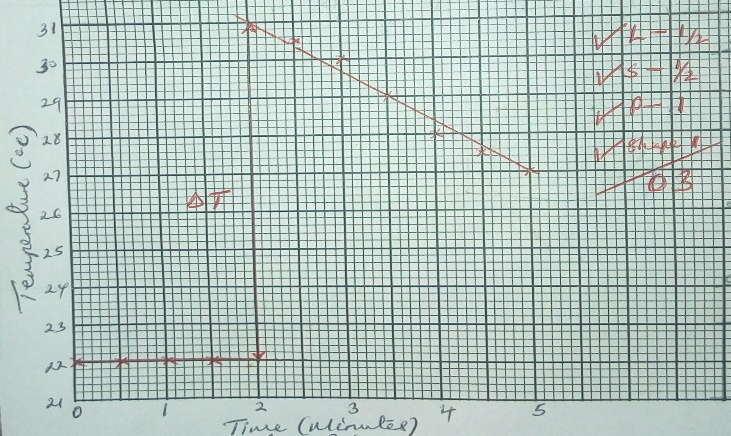 Temperature (°C)
31
30
29
28
27
26
25
24
23
22
21
0 1 2 3 4 5
Time (Minutes)
ΔT
✓ L - 1/2
✓ S - 1/2
✓ P - 1
✓ Shape 1
03